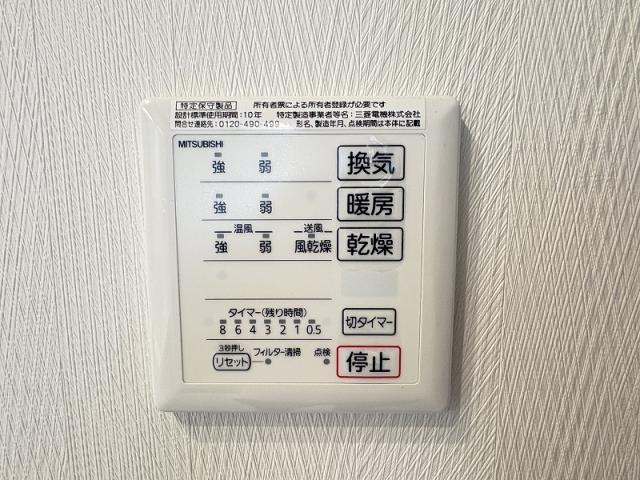 特定保守製品 所有者票による所有者登録が必要です
設計標準使用期間:10年 特定製造事業者等名:三菱電機株式会社
問合せ連絡先:0120-490-499 形名、製造年月、点検期間は本体に記載
MITSUBISHI
強 弱 換気
強 弱 暖房
温風 送風
強 弱 風乾燥 乾燥
タイマー(残り時間)
8 6 4 3 2 1 0.5 切タイマー
3秒押し
リセット フィルター清掃 点検 停止